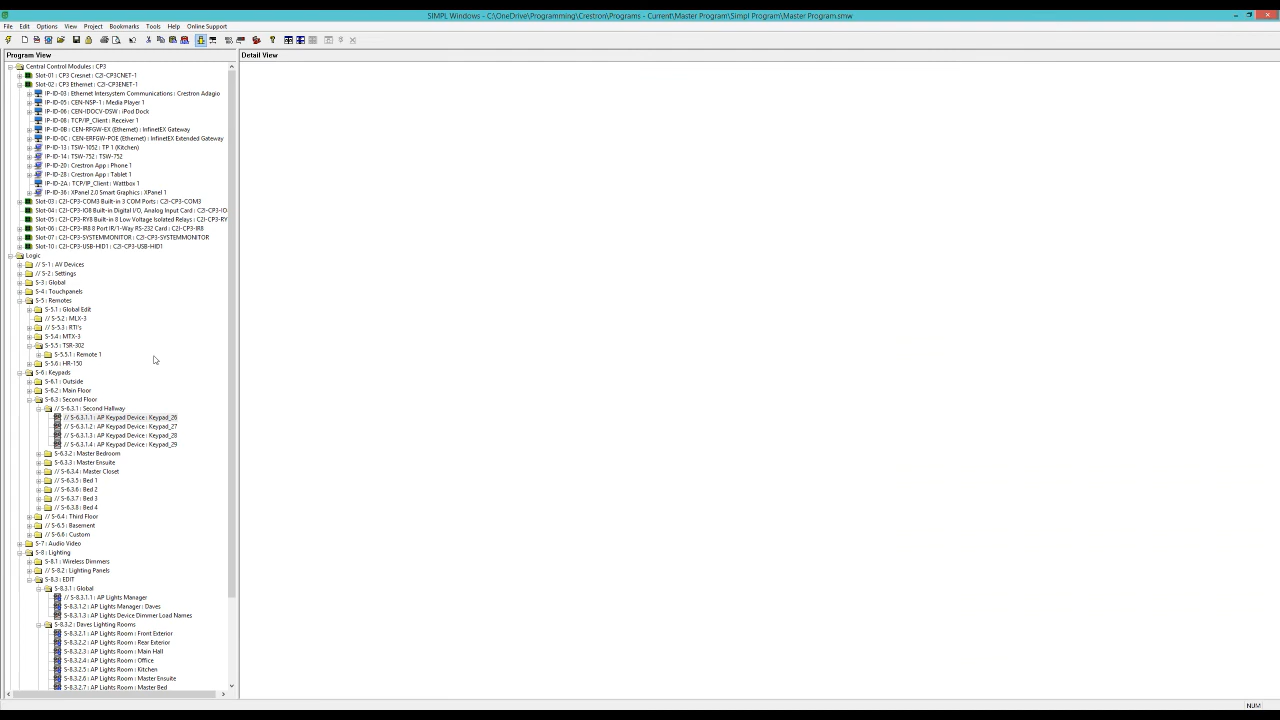 SIMPL Windows - C:\OneDrive\Programming\Crestron\Programs - Current\Master Program\Simpl Program\Master Program.smw
File Edit Options View Project Bookmarks Tools Help Online Support
Program View
Detail View
Central Control Modules : CP3
Slot-01 : CP3 Cresnet : C2I-CP3CNET-1
Slot-02 : CP3 Ethernet : C2I-CP3ENET-1
IP-ID-03 : Ethernet Intersystem Communications : Crestron Adagio
IP-ID-05 : CEN-NSP-1 : Media Player 1
IP-ID-06 : CEN-IDOCV-DSW : iPod Dock
IP-ID-08 : TCP/IP_Client : Receiver 1
IP-ID-0B : CEN-RFGW-EX (Ethernet) : InfinetEX Gateway
IP-ID-0C : CEN-ERFGW-POE (Ethernet) : InfinetEX Extended Gateway
IP-ID-13 : TSW-1052 : TP 1 (Kitchen)
IP-ID-14 : TSW-752 : TSW-752
IP-ID-20 : Crestron App : Phone 1
IP-ID-28 : Crestron App : Tablet 1
IP-ID-2A : TCP/IP_Client : Wattbox 1
IP-ID-36 : XPanel 2.0 Smart Graphics : XPanel 1
Slot-03 : C2I-CP3-COM3 Built-in 3 COM Ports : C2I-CP3-COM3
Slot-04 : C2I-CP3-IO8 Built-in Digital I/O, Analog Input Card : C2I-CP3-IO
Slot-05 : C2I-CP3-RY8 Built-in 8 Low Voltage Isolated Relays : C2I-CP3-RY
Slot-06 : C2I-CP3-IR8 8 Port IR/1-Way RS-232 Card : C2I-CP3-IR8
Slot-07 : C2I-CP3-SYSTEMMONITOR : C2I-CP3-SYSTEMMONITOR
Slot-10 : C2I-CP3-USB-HID1 : C2I-CP3-USB-HID1
Logic
// S-1 : AV Devices
// S-2 : Settings
S-3 : Global
S-4 : Touchpanels
S-5 : Remotes
S-5.1 : Global Edit
// S-5.2 : MLX-3
// S-5.3 : RTI's
S-5.4 : MTX-3
S-5.5 : TSR-302
S-5.5.1 : Remote 1
S-5.6 : HR-150
S-6 : Keypads
S-6.1 : Outside
S-6.2 : Main Floor
S-6.3 : Second Floor
// S-6.3.1 : Second Hallway
// S-6.3.1.1 : AP Keypad Device : Keypad_26
// S-6.3.1.2 : AP Keypad Device : Keypad_27
// S-6.3.1.3 : AP Keypad Device : Keypad_28
// S-6.3.1.4 : AP Keypad Device : Keypad_29
S-6.3.2 : Master Bedroom
S-6.3.3 : Master Ensuite
// S-6.3.4 : Master Closet
// S-6.3.5 : Bed 1
// S-6.3.6 : Bed 2
// S-6.3.7 : Bed 3
// S-6.3.8 : Bed 4
// S-6.4 : Third Floor
// S-6.5 : Basement
// S-6.6 : Custom
S-7 : Audio Video
S-8 : Lighting
S-8.1 : Wireless Dimmers
// S-8.2 : Lighting Panels
S-8.3 : EDIT
S-8.3.1 : Global
// S-8.3.1.1 : AP Lights Manager
S-8.3.1.2 : AP Lights Manager : Daves
S-8.3.1.3 : AP Lights Device Dimmer Load Names
S-8.3.2 : Daves Lighting Rooms
S-8.3.2.1 : AP Lights Room : Front Exterior
S-8.3.2.2 : AP Lights Room : Rear Exterior
S-8.3.2.3 : AP Lights Room : Main Hall
S-8.3.2.4 : AP Lights Room : Office
S-8.3.2.5 : AP Lights Room : Kitchen
S-8.3.2.6 : AP Lights Room : Master Ensuite
S-8.3.2.7 : AP Lights Room : Master Bed
NUM